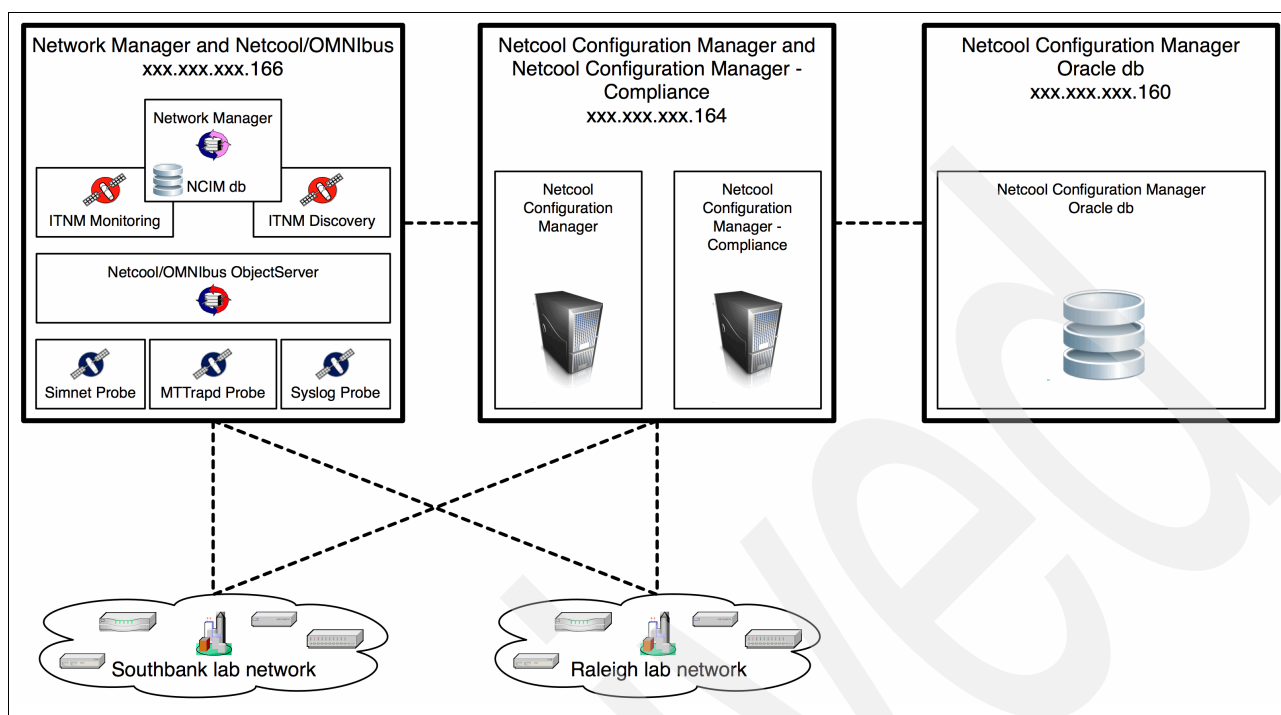 Network Manager and Netcool/OMNIbus
xxx.xxx.xxx.166
Network Manager
NCIM db
ITNM Monitoring
ITNM Discovery
Netcool/OMNIbus ObjectServer
Simnet Probe
MTTrapd Probe
Syslog Probe
Netcool Configuration Manager and
Netcool Configuration Manager -
Compliance
xxx.xxx.xxx.164
Netcool
Configuration
Manager
Netcool
Configuration
Manager -
Compliance
Netcool Configuration Manager
Oracle db
xxx.xxx.xxx.160
Netcool Configuration Manager
Oracle db
Southbank lab network
Raleigh lab network